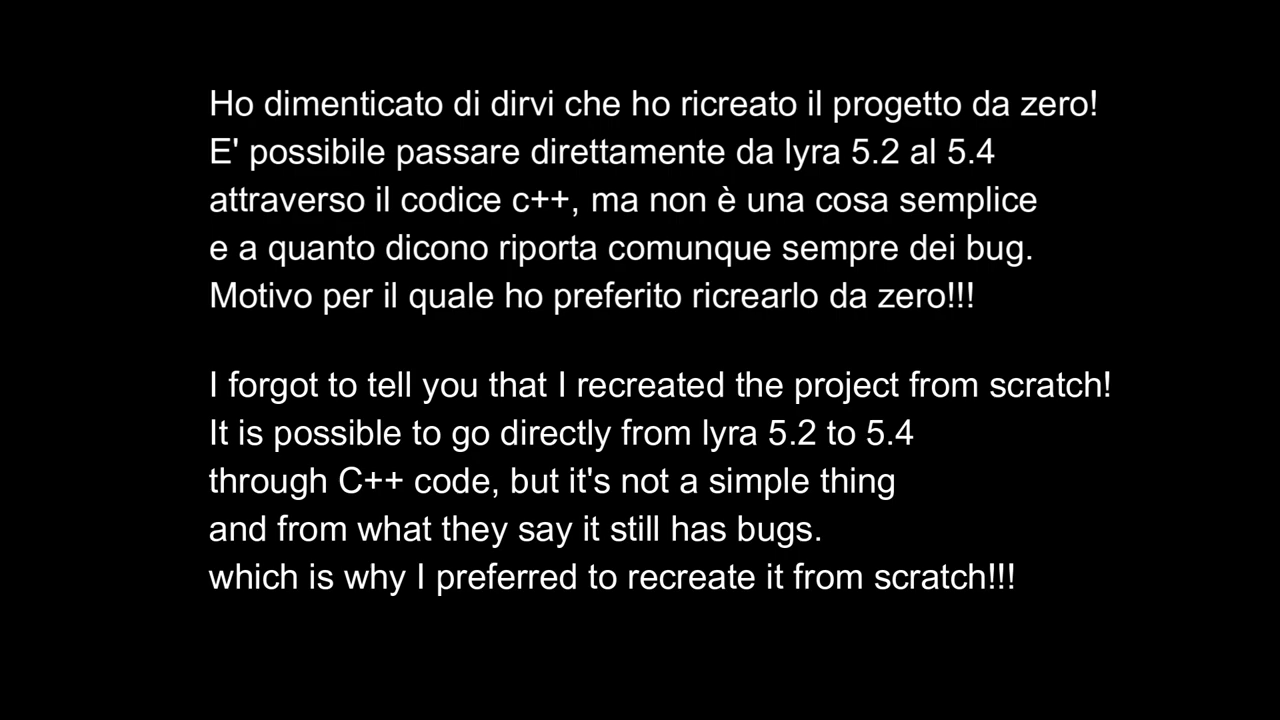 Ho dimenticato di dirvi che ho ricreato il progetto da zero!
E' possibile passare direttamente da lyra 5.2 al 5.4
attraverso il codice c++, ma non è una cosa semplice
e a quanto dicono riporta comunque sempre dei bug.
Motivo per il quale ho preferito ricrearlo da zero!!!
I forgot to tell you that I recreated the project from scratch!
It is possible to go directly from lyra 5.2 to 5.4
through C++ code, but it's not a simple thing
and from what they say it still has bugs.
which is why I preferred to recreate it from scratch!!!